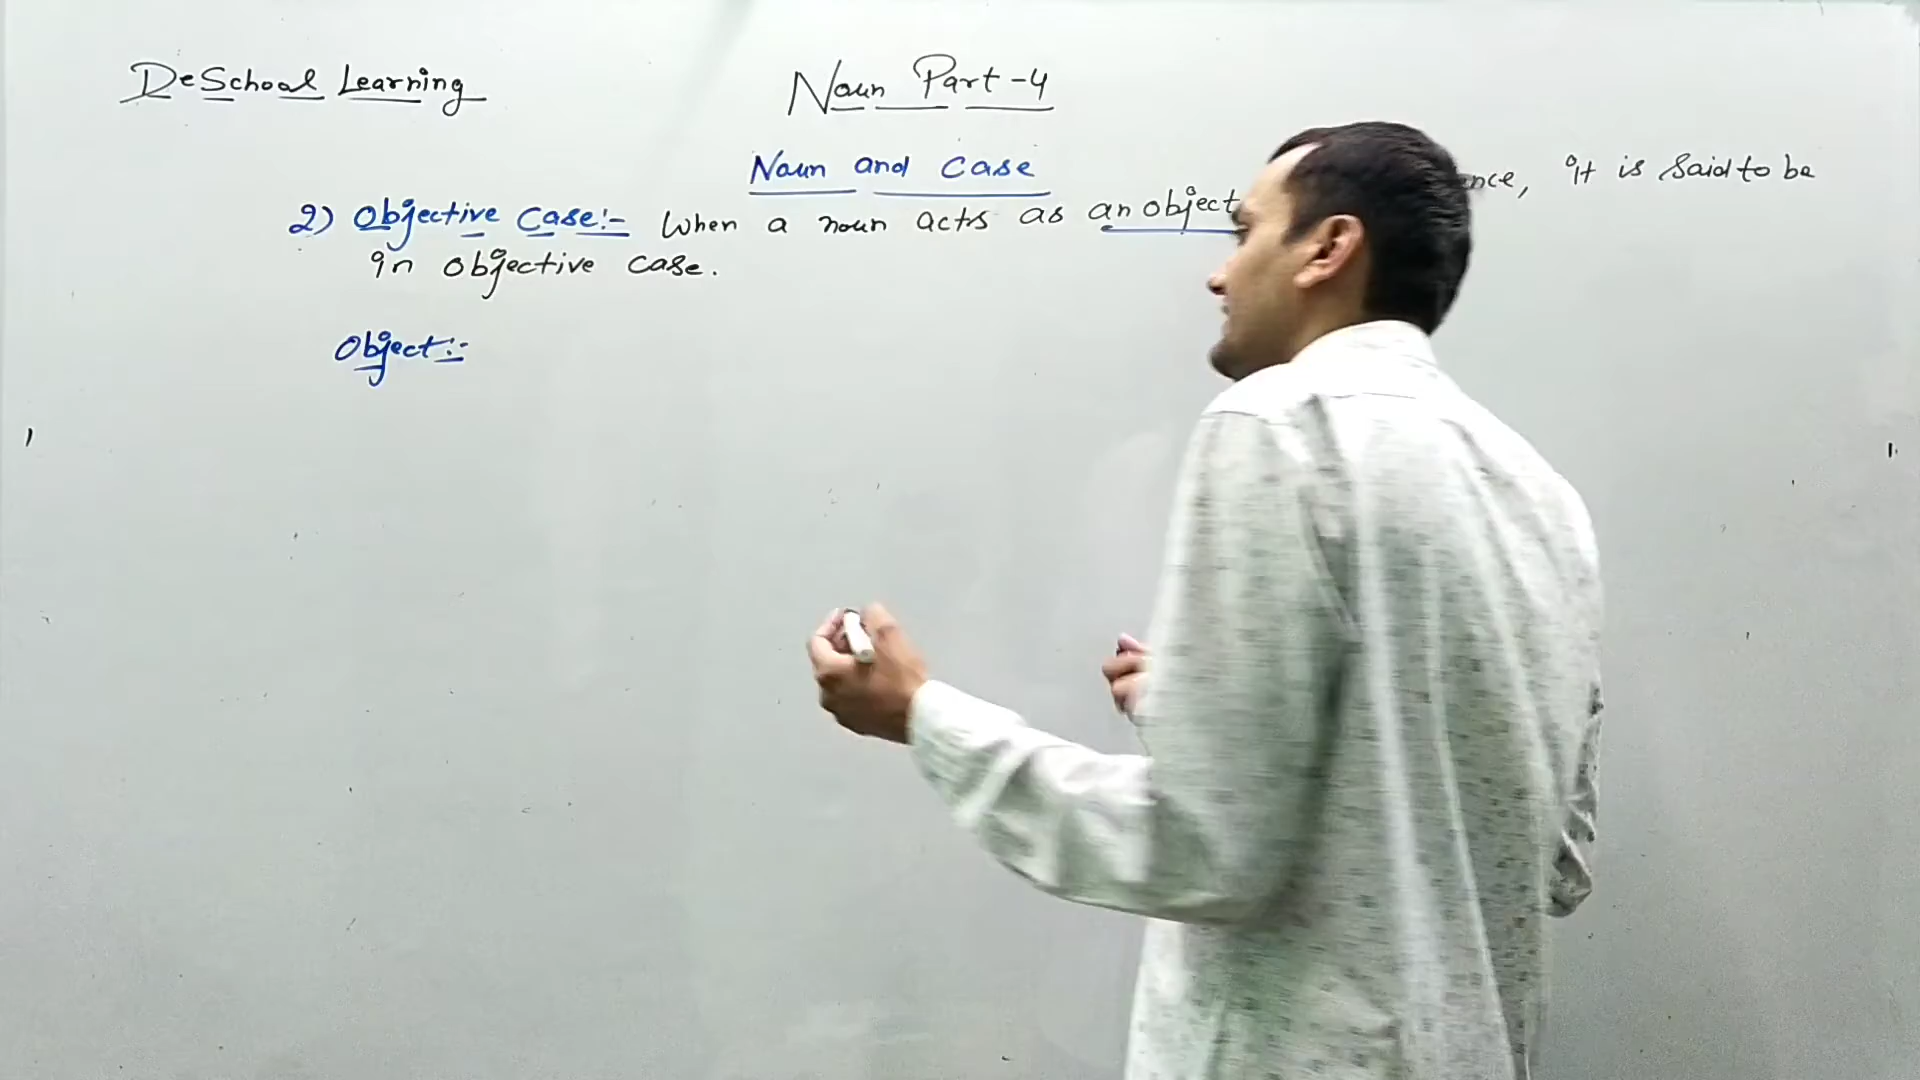 DeSchool Learning
Noun Part-4
Noun and Case
2) Objective Case:- When a noun acts as an object, it is said to be
in objective case.
Object:-